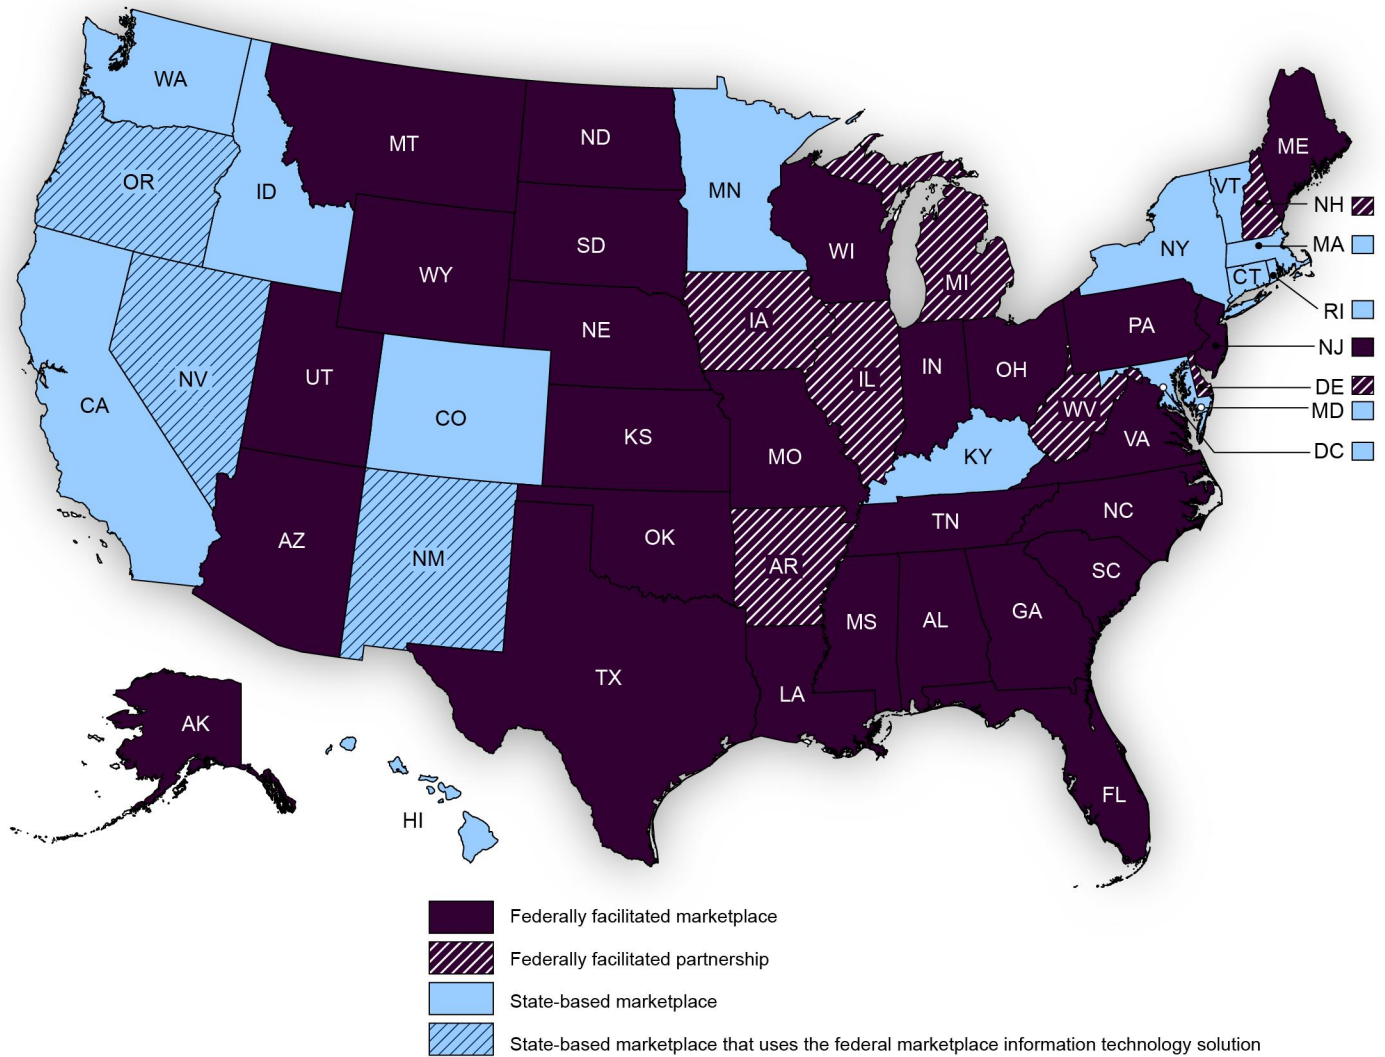 WA
MT
ND
ME
OR
ID
MN
VT
NH
SD
WI
NY
MA
WY
MI
CT
RI
NE
IA
PA
NJ
UT
NV
IL
IN
OH
DE
CA
CO
WV
MD
KS
MO
KY
VA
DC
AZ
NM
OK
AR
TN
NC
SC
MS
AL
GA
TX
LA
AK
HI
FL
Federally facilitated marketplace
Federally facilitated partnership
State-based marketplace
State-based marketplace that uses the federal marketplace information technology solution